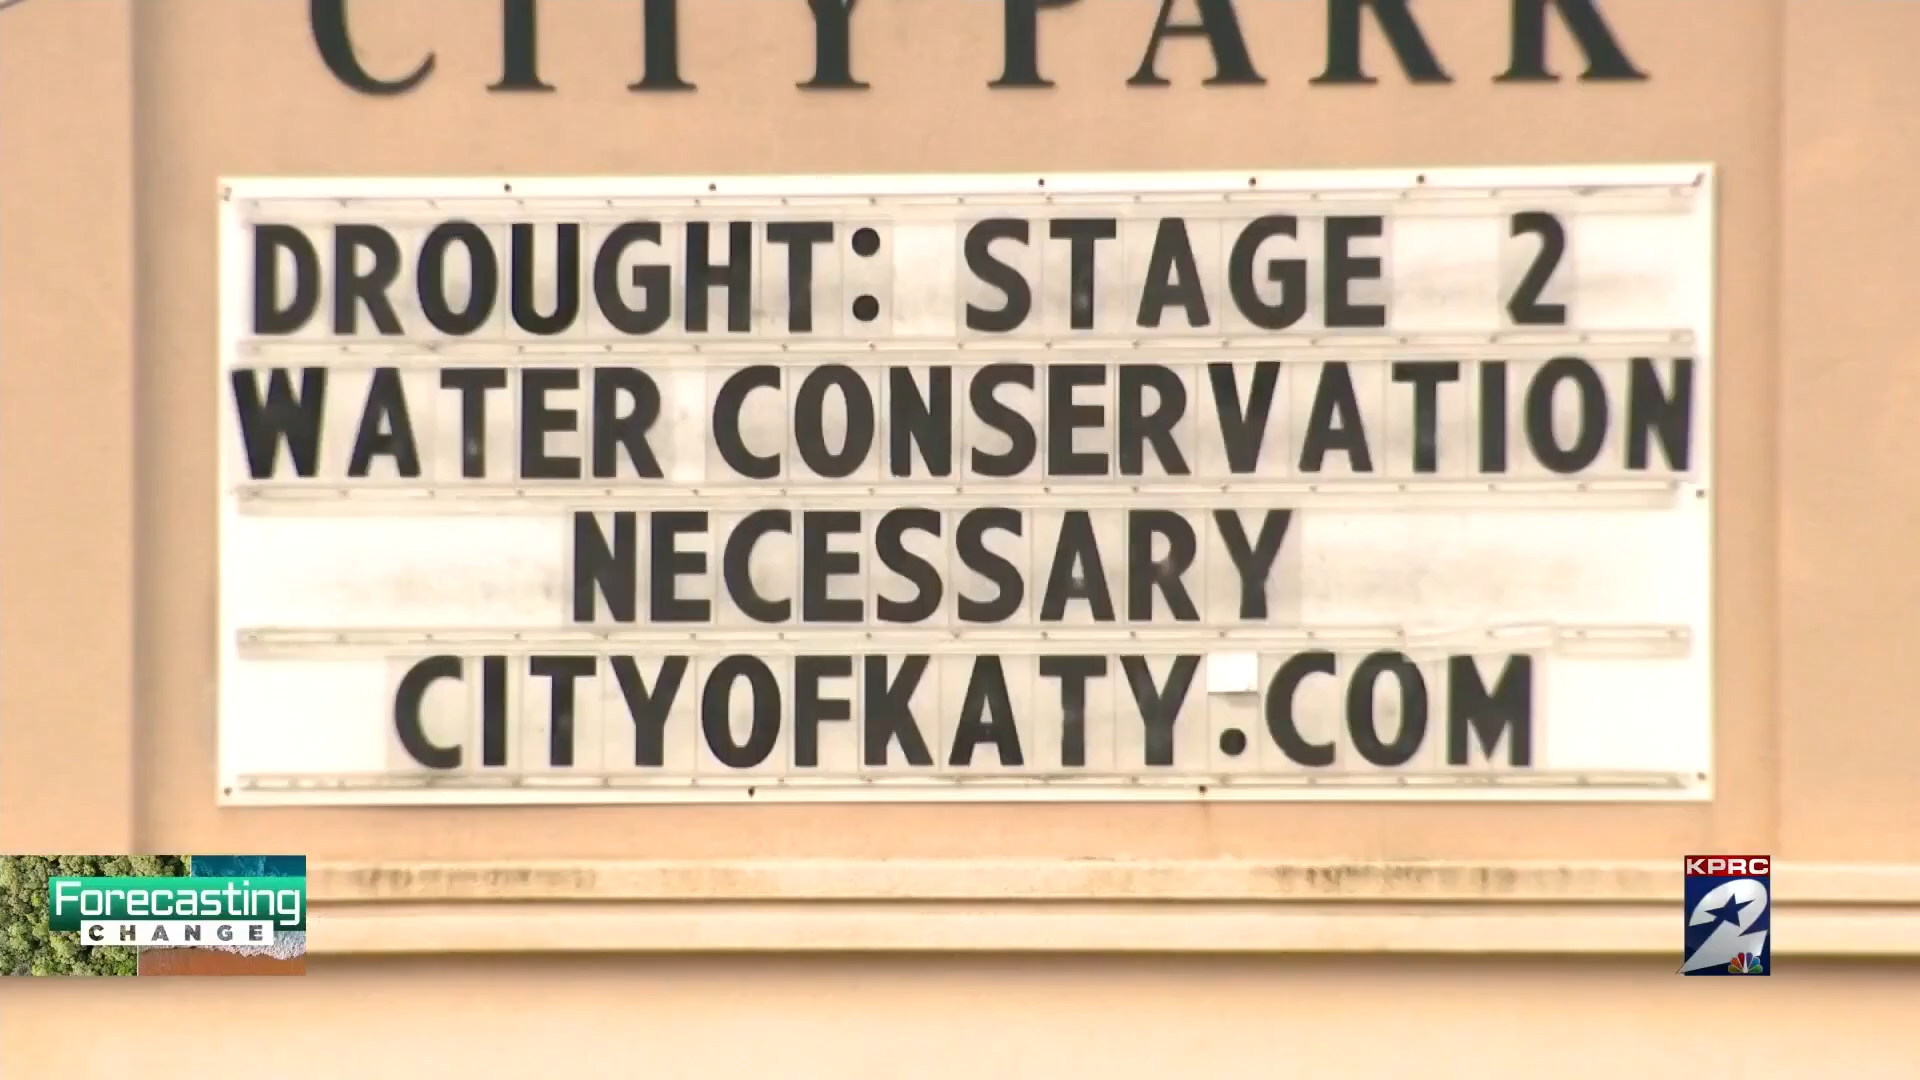 CITY PARK
DROUGHT: STAGE 2
WATER CONSERVATION
NECESSARY
CITYOFKATY.COM
Forecasting
CHANGE
KPRC
2